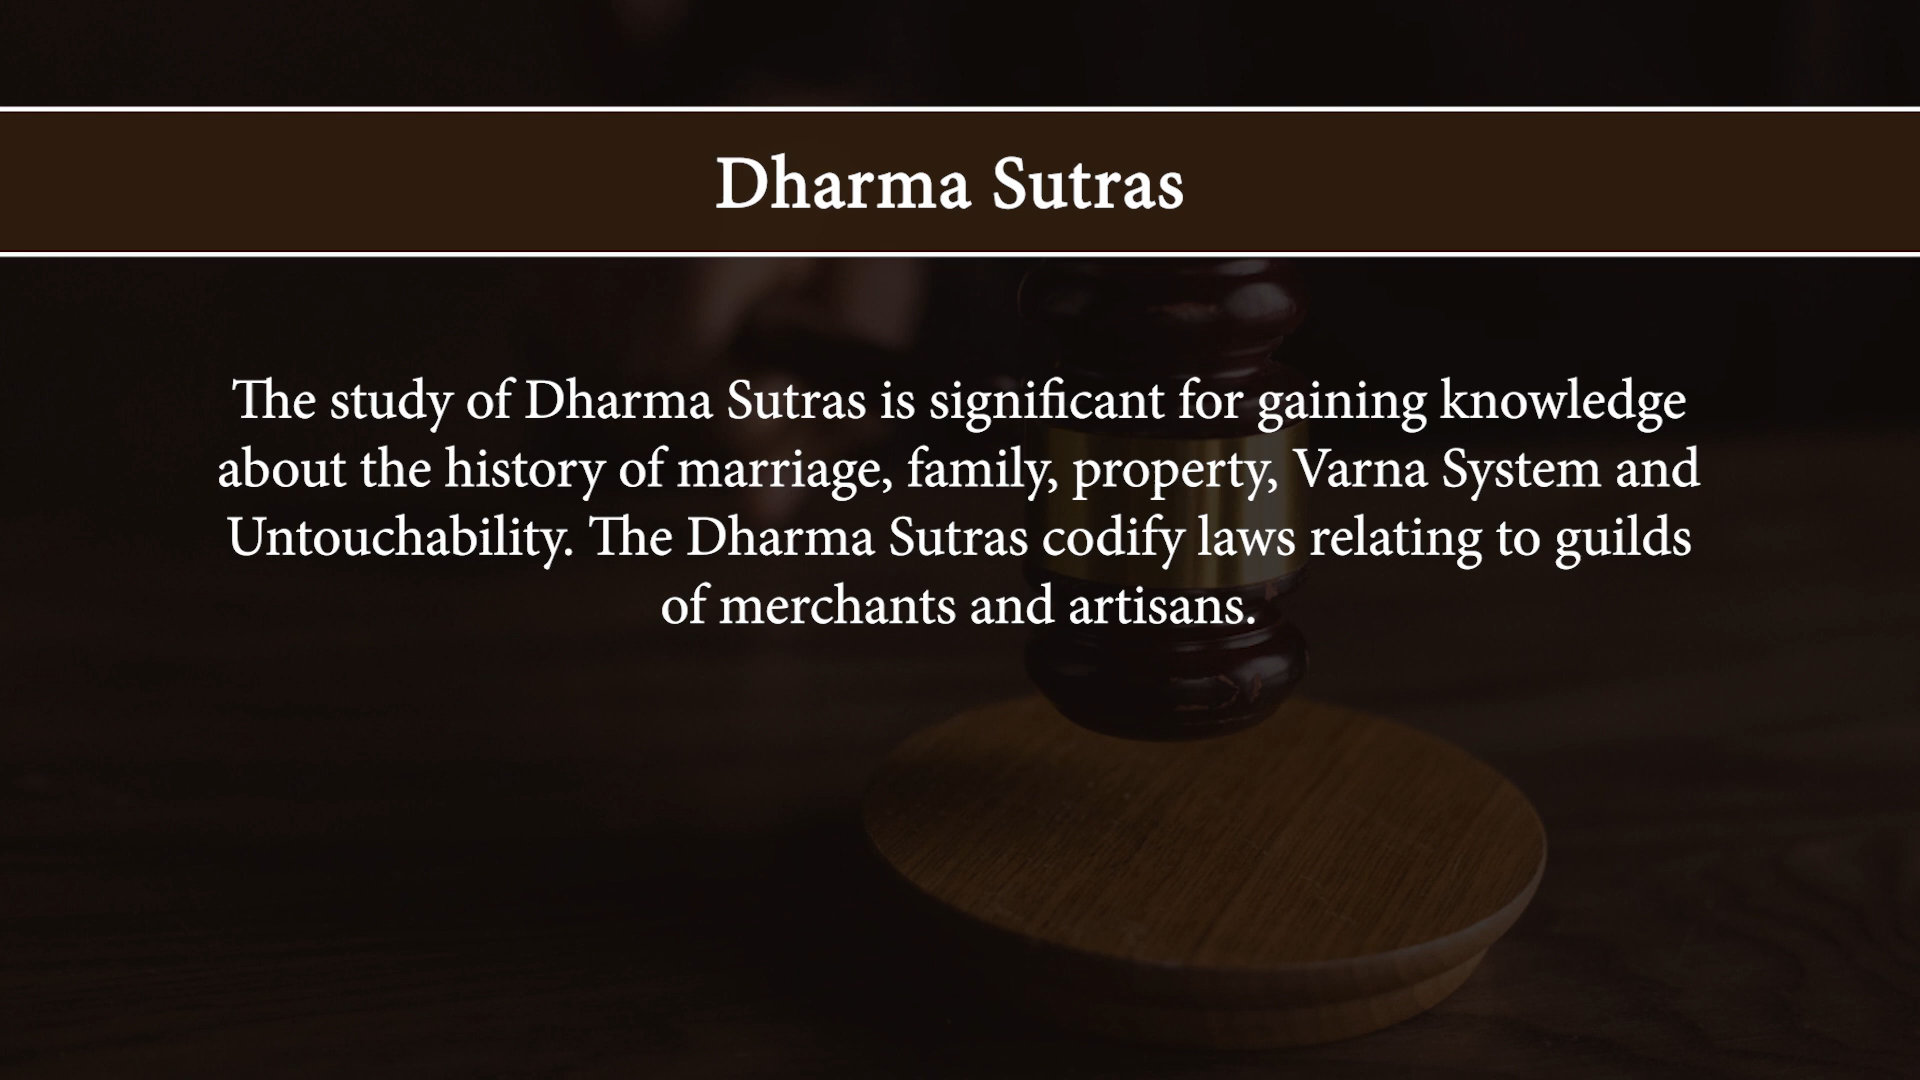 Dharma Sutras
The study of Dharma Sutras is significant for gaining knowledge
about the history of marriage, family, property, Varna System and
Untouchability. The Dharma Sutras codify laws relating to guilds
of merchants and artisans.